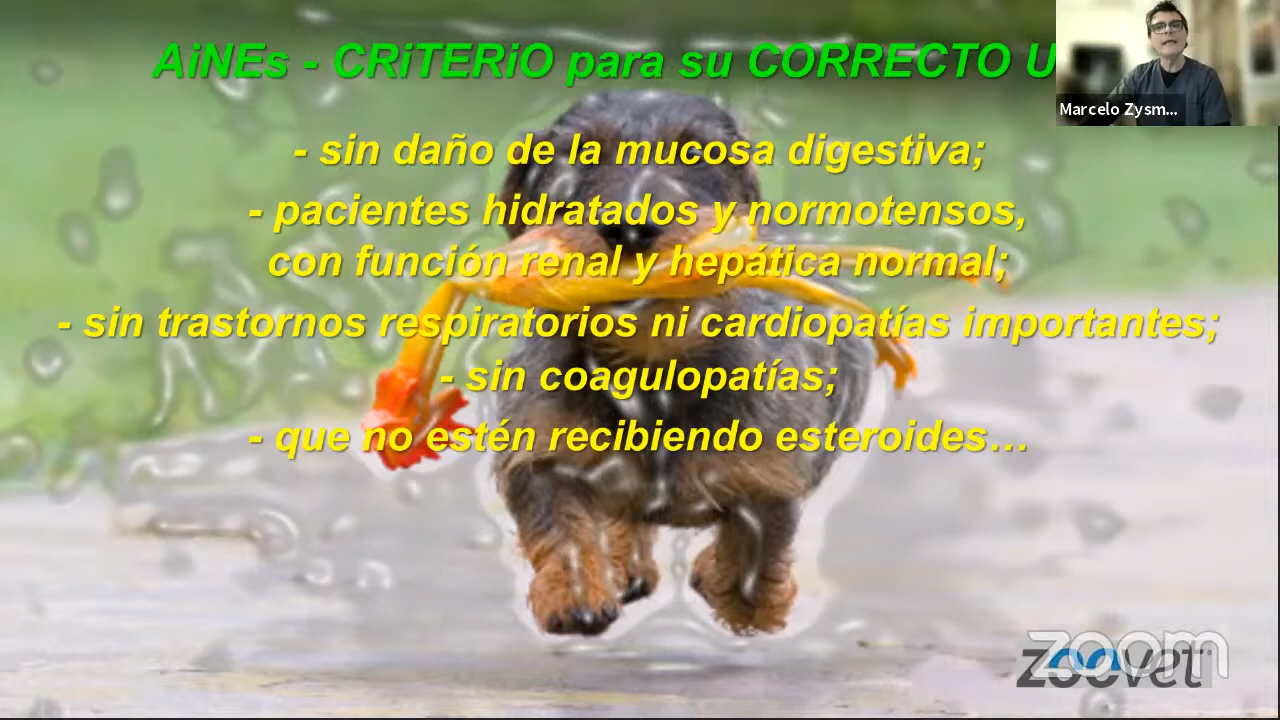 AiNEs - CRiTERiO para su CORRECTO U
Marcelo Zysm...
- sin daño de la mucosa digestiva;
- pacientes hidratados y normotensos,
con función renal y hepática normal;
- sin trastornos respiratorios ni cardiopatías importantes;
- sin coagulopatías;
- que no estén recibiendo esteroides...
zoom
zoovet